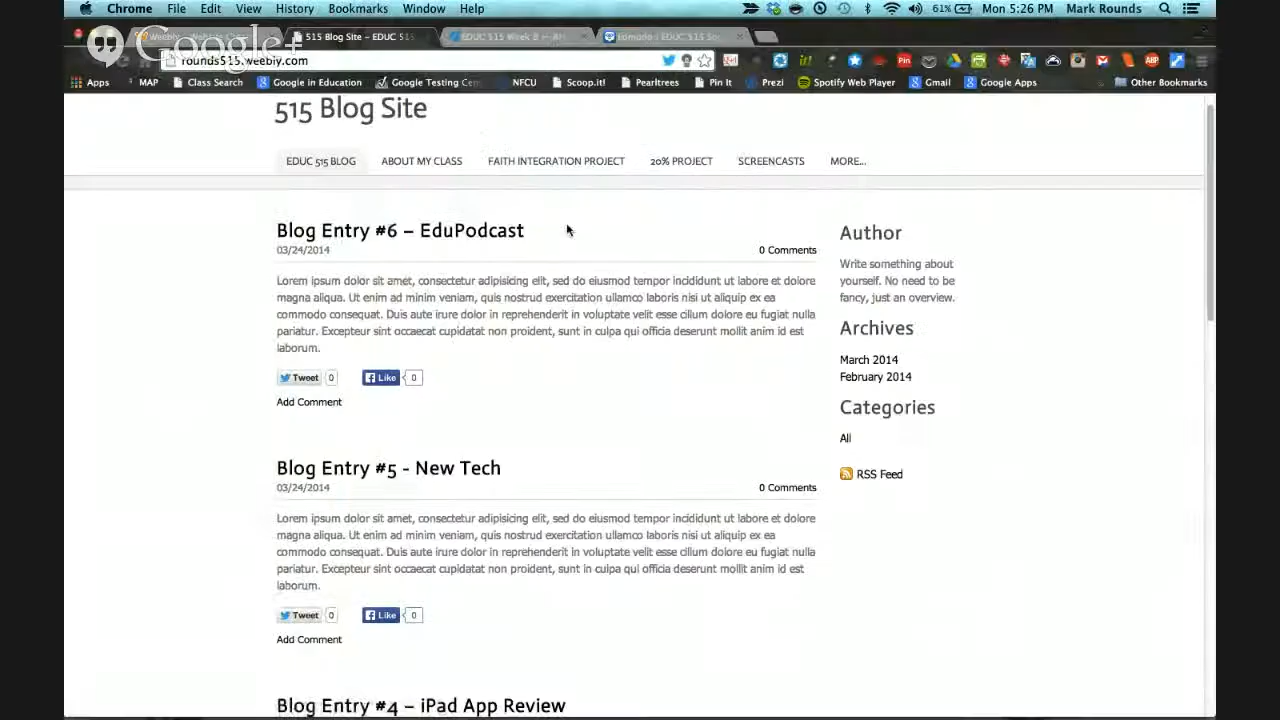 Chrome File Edit View History Bookmarks Window Help 61% Mon 5:26 PM Mark Rounds
Google+
515 Blog Site – EDUC 515
EDUC 515 Week 8
Edmodo | EDUC 515
rounds515.weebly.com
Apps MAP Class Search Google in Education Google Testing Cen NFCU Scoop.it! Pearltrees Pin It Prezi Spotify Web Player Gmail Google Apps Other Bookmarks
515 Blog Site
EDUC 515 BLOG ABOUT MY CLASS FAITH INTEGRATION PROJECT 20% PROJECT SCREENCASTS MORE...
Blog Entry #6 – EduPodcast
03/24/2014 0 Comments
Lorem ipsum dolor sit amet, consectetur adipisicing elit, sed do eiusmod tempor incididunt ut labore et dolore
magna aliqua. Ut enim ad minim veniam, quis nostrud exercitation ullamco laboris nisi ut aliquip ex ea
commodo consequat. Duis aute irure dolor in reprehenderit in voluptate velit esse cillum dolore eu fugiat nulla
pariatur. Excepteur sint occaecat cupidatat non proident, sunt in culpa qui officia deserunt mollit anim id est
laborum.
Tweet 0 Like 0
Add Comment
Blog Entry #5 - New Tech
03/24/2014 0 Comments
Lorem ipsum dolor sit amet, consectetur adipisicing elit, sed do eiusmod tempor incididunt ut labore et dolore
magna aliqua. Ut enim ad minim veniam, quis nostrud exercitation ullamco laboris nisi ut aliquip ex ea
commodo consequat. Duis aute irure dolor in reprehenderit in voluptate velit esse cillum dolore eu fugiat nulla
pariatur. Excepteur sint occaecat cupidatat non proident, sunt in culpa qui officia deserunt mollit anim id est
laborum.
Tweet 0 Like 0
Add Comment
Blog Entry #4 – iPad App Review
Author
Write something about
yourself. No need to be
fancy, just an overview.
Archives
March 2014
February 2014
Categories
All
RSS Feed